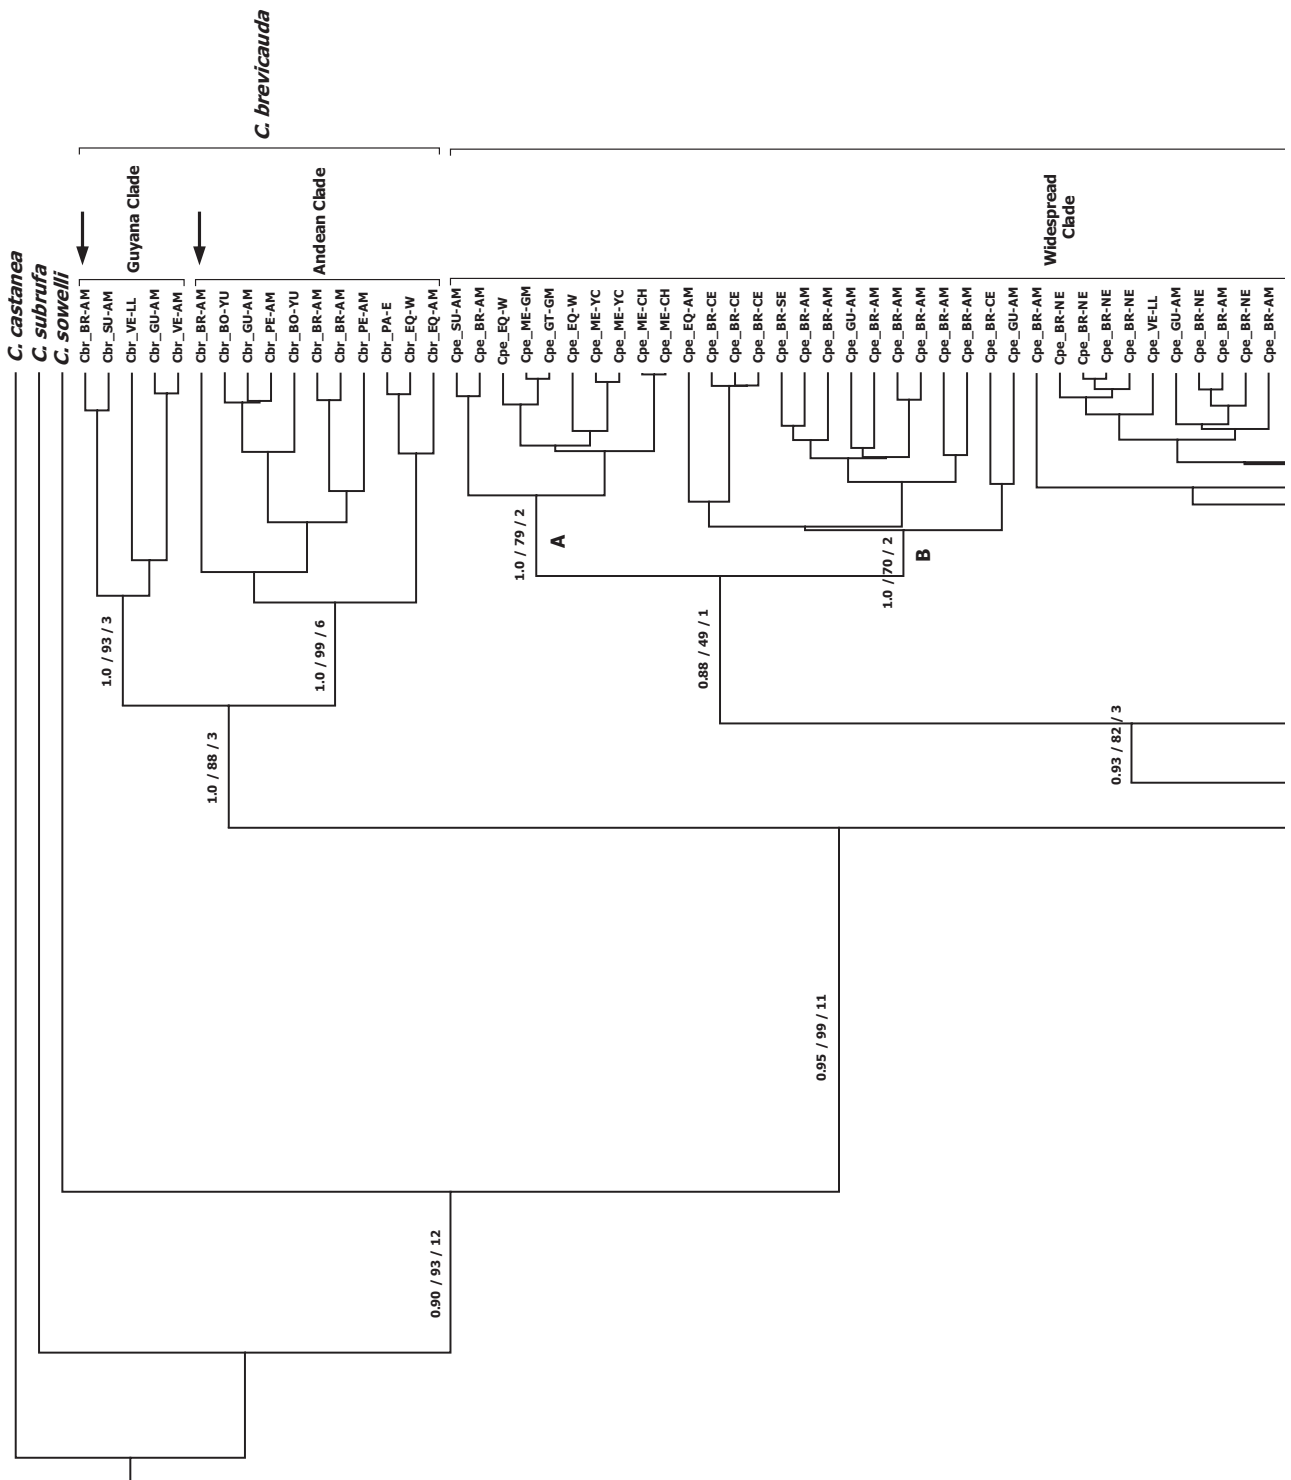 C. castanea
C. subrufa
C. sowelli
C. brevicauda
Guyana Clade
Andean Clade
Widespread
Clade
Cbr_BR-AM
Cbr_SU-AM
Cbr_VE-LL
Cbr_GU-AM
Cbr_VE-AM
Cbr_BR-AM
Cbr_BO-YU
Cbr_GU-AM
Cbr_PE-AM
Cbr_BO-YU
Cbr_BR-AM
Cbr_BR-AM
Cbr_PE-AM
Cbr_PA-E
Cbr_EQ-W
Cbr_EQ-AM
Cpe_SU-AM
Cpe_BR-AM
Cpe_EQ-W
Cpe_ME-GM
Cpe_GT-GM
Cpe_EQ-W
Cpe_ME-YC
Cpe_ME-YC
Cpe_ME-CH
Cpe_ME-CH
Cpe_EQ-AM
Cpe_BR-CE
Cpe_BR-CE
Cpe_BR-CE
Cpe_BR-SE
Cpe_BR-AM
Cpe_BR-AM
Cpe_GU-AM
Cpe_BR-AM
Cpe_BR-AM
Cpe_BR-AM
Cpe_BR-AM
Cpe_BR-AM
Cpe_BR-CE
Cpe_GU-AM
Cpe_BR-AM
Cpe_BR-NE
Cpe_BR-NE
Cpe_BR-NE
Cpe_BR-NE
Cpe_VE-LL
Cpe_GU-AM
Cpe_BR-NE
Cpe_BR-AM
Cpe_BR-NE
Cpe_BR-AM
1.0 / 93 / 3
1.0 / 99 / 6
1.0 / 88 / 3
1.0 / 79 / 2
A
1.0 / 70 / 2
B
0.88 / 49 / 1
0.93 / 82 / 3
0.95 / 99 / 11
0.90 / 93 / 12